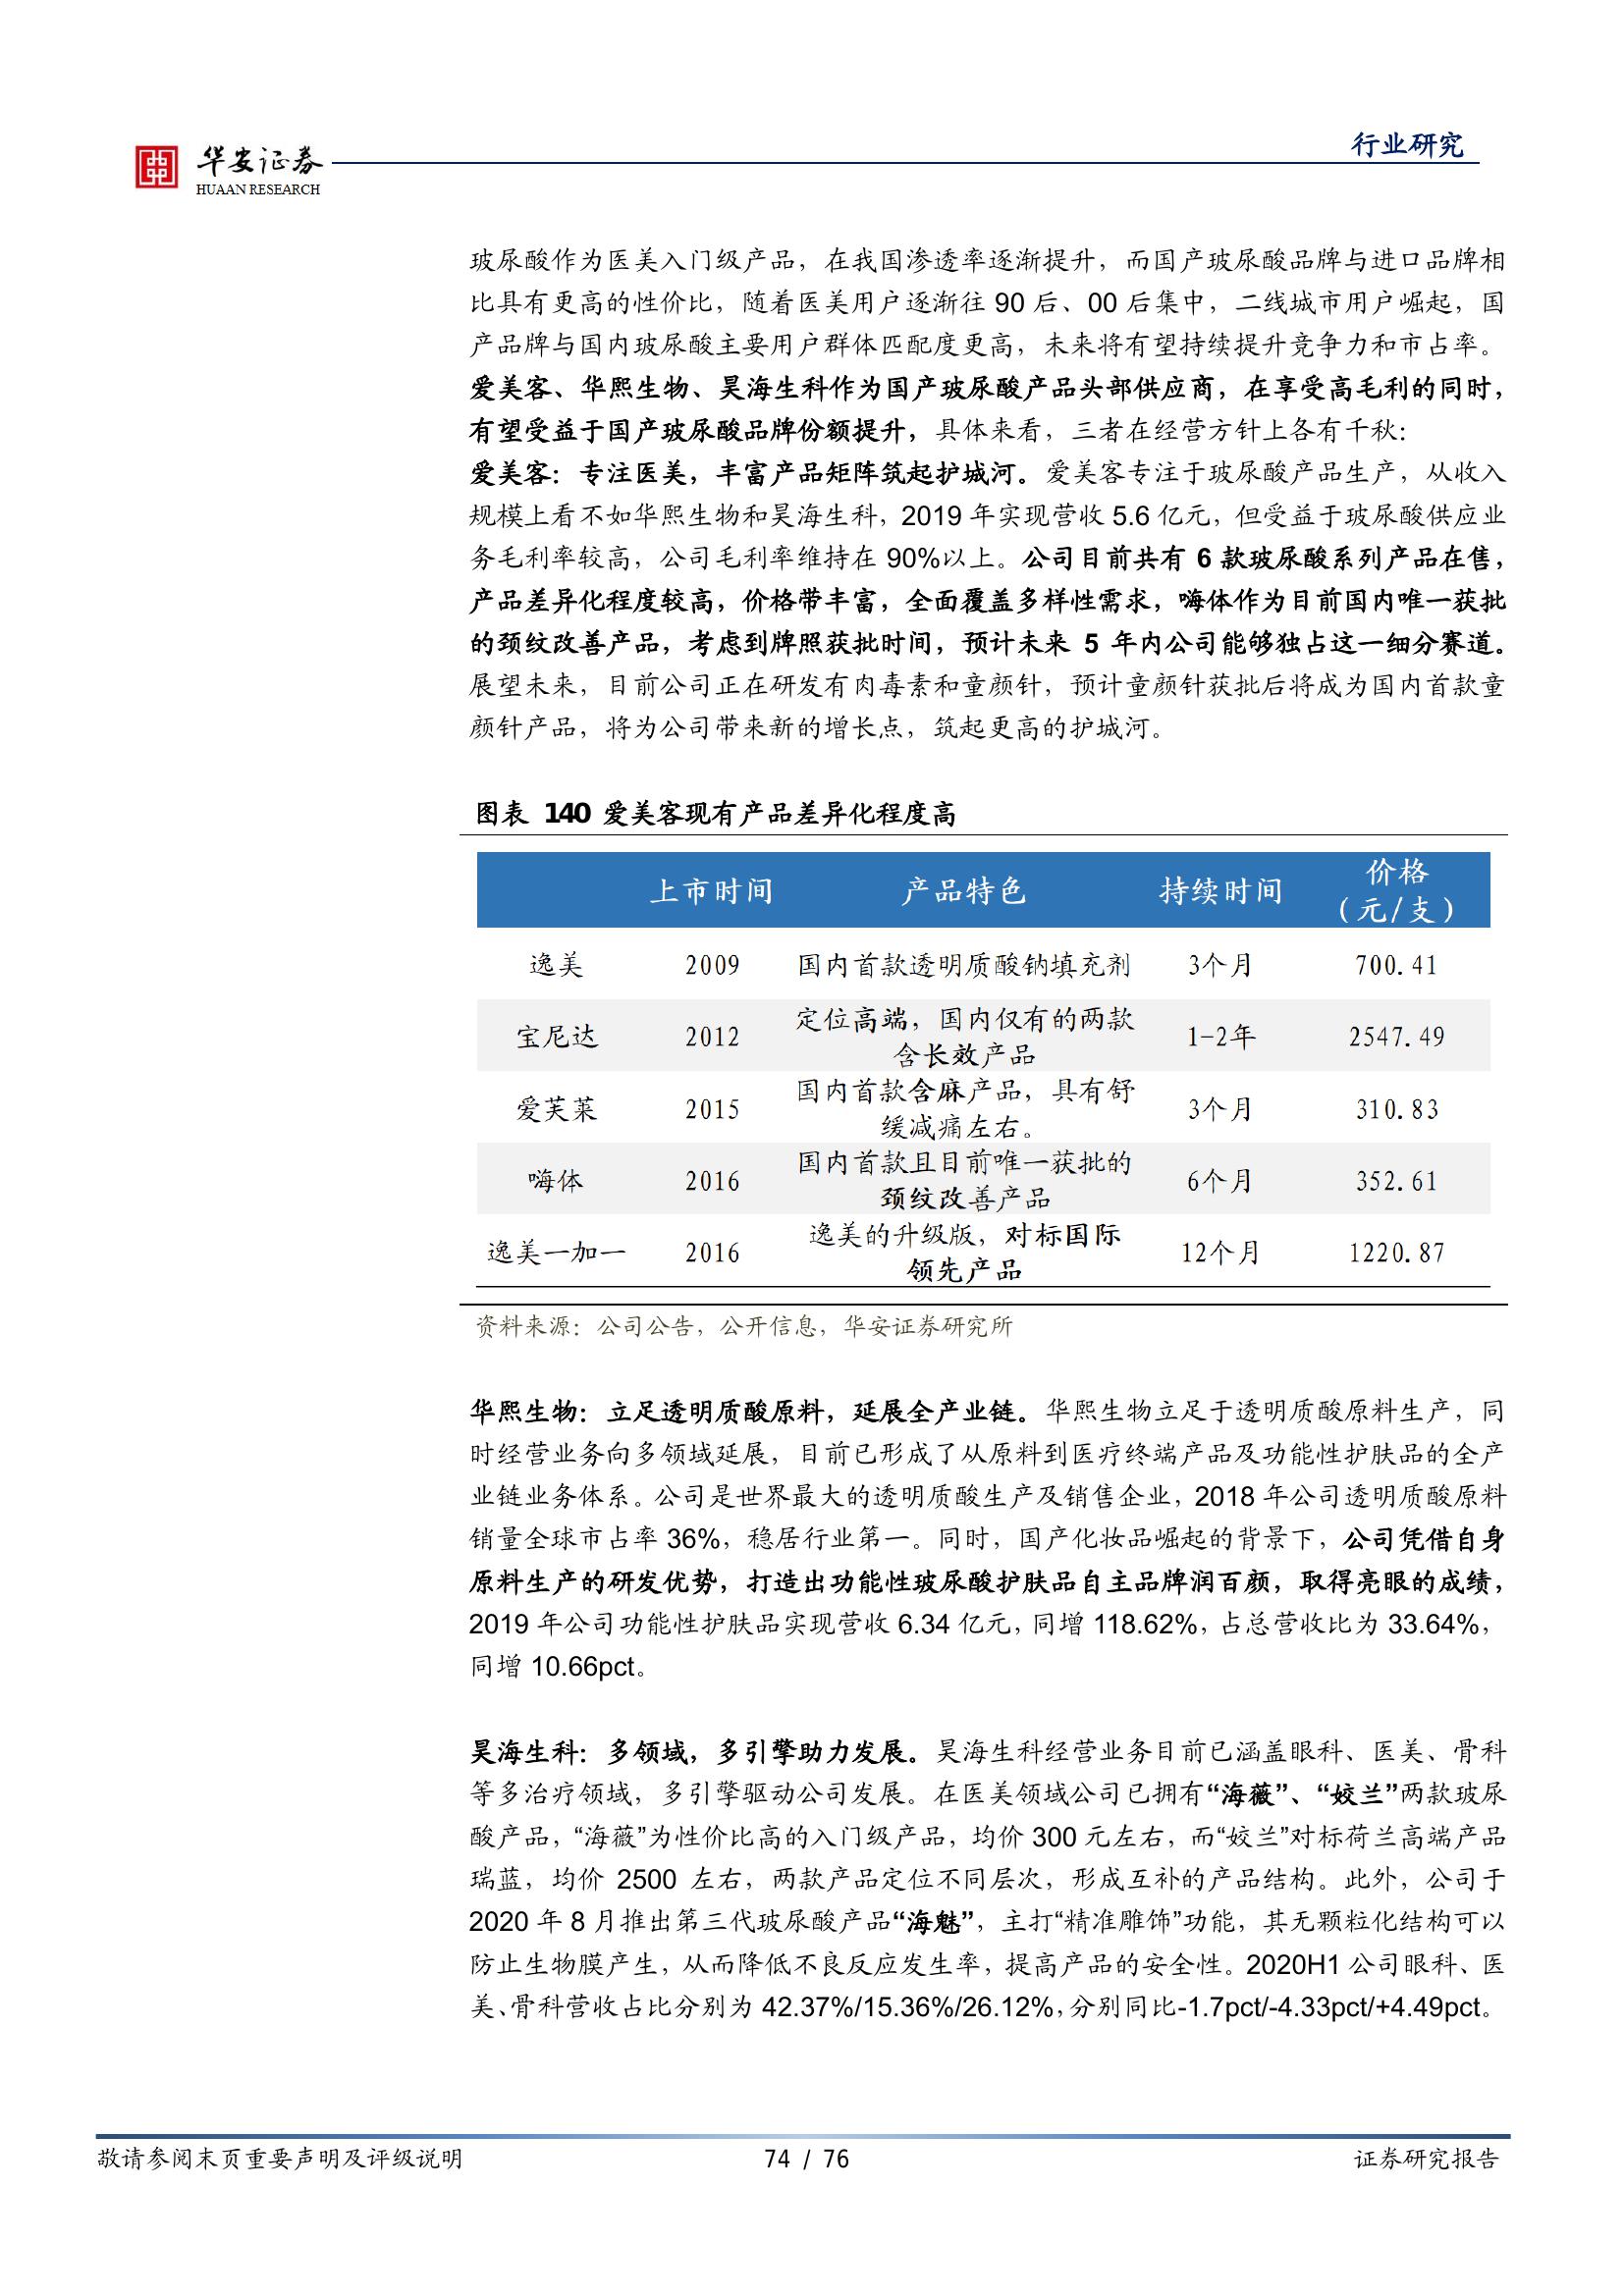 华安证券
HUAAN RESEARCH
行业研究
玻尿酸作为医美入门级产品，在我国渗透率逐渐提升，而国产玻尿酸品牌与进口品牌相
比具有更高的性价比，随着医美用户逐渐往 90 后、00 后集中，二线城市用户崛起，国
产品牌与国内玻尿酸主要用户群体匹配度更高，未来将有望持续提升竞争力和市占率。
爱美客、华熙生物、昊海生科作为国产玻尿酸产品头部供应商，在享受高毛利的同时，
有望受益于国产玻尿酸品牌份额提升，具体来看，三者在经营方针上各有千秋：
爱美客：专注医美，丰富产品矩阵筑起护城河。爱美客专注于玻尿酸产品生产，从收入
规模上看不如华熙生物和昊海生科，2019 年实现营收 5.6 亿元，但受益于玻尿酸供应业
务毛利率较高，公司毛利率维持在 90%以上。公司目前共有 6 款玻尿酸系列产品在售，
产品差异化程度较高，价格带丰富，全面覆盖多样性需求，嗨体作为目前国内唯一获批
的颈纹改善产品，考虑到牌照获批时间，预计未来 5 年内公司能够独占这一细分赛道。
展望未来，目前公司正在研发有肉毒素和童颜针，预计童颜针获批后将成为国内首款童
颜针产品，将为公司带来新的增长点，筑起更高的护城河。
图表 140 爱美客现有产品差异化程度高
上市时间 产品特色 持续时间 价格
（元/支）
逸美 2009 国内首款透明质酸钠填充剂 3个月 700.41
宝尼达 2012 定位高端，国内仅有的两款 1-2年 2547.49
含长效产品
爱芙莱 2015 国内首款含麻产品，具有舒 3个月 310.83
缓减痛左右。
嗨体 2016 国内首款且目前唯一获批的 6个月 352.61
颈纹改善产品
逸美一加一 2016 逸美的升级版，对标国际 12个月 1220.87
领先产品
资料来源：公司公告，公开信息，华安证券研究所
华熙生物：立足透明质酸原料，延展全产业链。华熙生物立足于透明质酸原料生产，同
时经营业务向多领域延展，目前已形成了从原料到医疗终端产品及功能性护肤品的全产
业链业务体系。公司是世界最大的透明质酸生产及销售企业，2018 年公司透明质酸原料
销量全球市占率 36%，稳居行业第一。同时，国产化妆品崛起的背景下，公司凭借自身
原料生产的研发优势，打造出功能性玻尿酸护肤品自主品牌润百颜，取得亮眼的成绩，
2019 年公司功能性护肤品实现营收 6.34 亿元，同增 118.62%，占总营收比为 33.64%，
同增 10.66pct。
昊海生科：多领域，多引擎助力发展。昊海生科经营业务目前已涵盖眼科、医美、骨科
等多治疗领域，多引擎驱动公司发展。在医美领域公司已拥有“海薇”、“姣兰”两款玻尿
酸产品，“海薇”为性价比高的入门级产品，均价 300 元左右，而“姣兰”对标荷兰高端产品
瑞蓝，均价 2500 左右，两款产品定位不同层次，形成互补的产品结构。此外，公司于
2020 年 8 月推出第三代玻尿酸产品“海魅”，主打“精准雕饰”功能，其无颗粒化结构可以
防止生物膜产生，从而降低不良反应发生率，提高产品的安全性。2020H1 公司眼科、医
美、骨科营收占比分别为 42.37%/15.36%/26.12%，分别同比-1.7pct/-4.33pct/+4.49pct。
敬请参阅末页重要声明及评级说明
74 / 76
证券研究报告